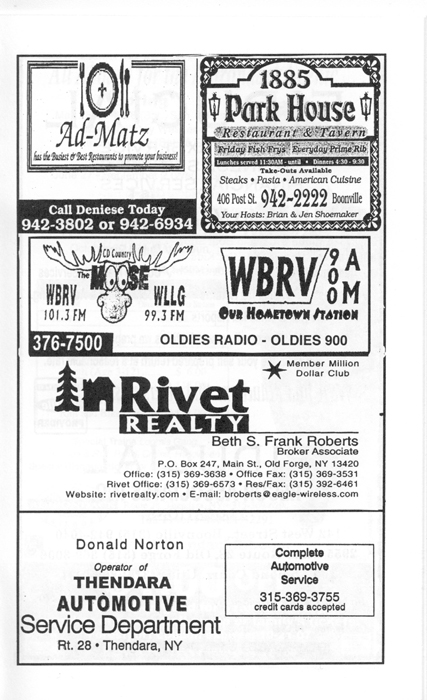 Ad-Matz
has the Busiest & Best Restaurants to promote your business!
Call Deniese Today
942-3802 or 942-6934
1885
Park House
Restaurant & Tavern
Friday Fish Frys Everyday Prime Rib
Lunches served 11:30AM - until • Dinners 4:30 - 9:30
Take-Outs Available
Steaks • Pasta • American Cuisine
406 Post St. 942-2222 Boonville
Your Hosts: Brian & Jen Shoemaker
CD Country
The MOOSE
WBRV WLLG
101.3 FM 99.3 FM
376-7500
WBRV 900 AM
OUR HOMETOWN STATION
OLDIES RADIO - OLDIES 900
Member Million
Dollar Club
Rivet
REALTY
Beth S. Frank Roberts
Broker Associate
P.O. Box 247, Main St., Old Forge, NY 13420
Office: (315) 369-3638 • Office Fax: (315) 369-3531
Rivet Office: (315) 369-6573 • Res/Fax: (315) 392-6461
Website: rivetrealty.com • E-mail: broberts@eagle-wireless.com
Donald Norton
Operator of
THENDARA
AUTOMOTIVE
Service Department
Rt. 28 • Thendara, NY
Complete
Automotive
Service
315-369-3755
credit cards accepted